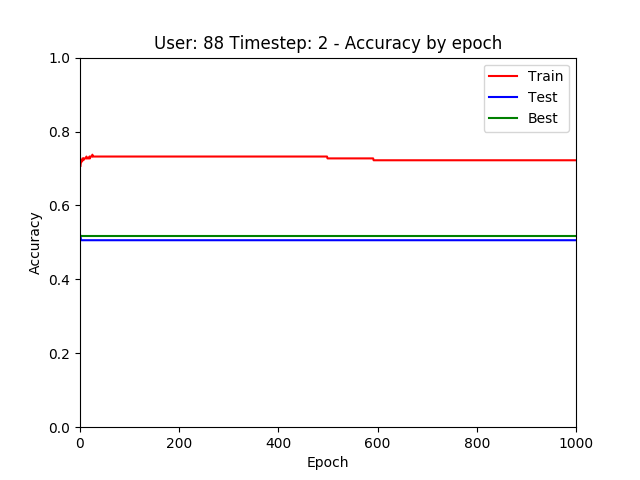 User: 88 Timestep: 2 - Accuracy by epoch
Train
Test
Best
Accuracy
1.0
0.8
0.6
0.4
0.2
0.0
0 200 400 600 800 1000
Epoch